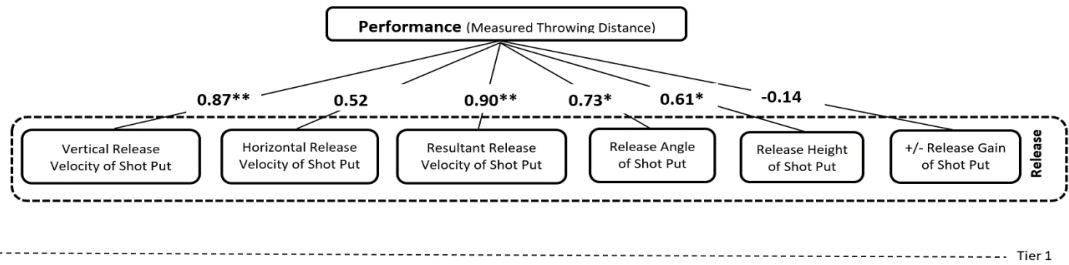 Performance (Measured Throwing Distance)
0.87** 0.52 0.90** 0.73* 0.61* -0.14
Vertical Release
Velocity of Shot Put
Horizontal Release
Velocity of Shot Put
Resultant Release
Velocity of Shot Put
Release Angle
of Shot Put
Release Height
of Shot Put
+/- Release Gain
of Shot Put
Release
Tier 1